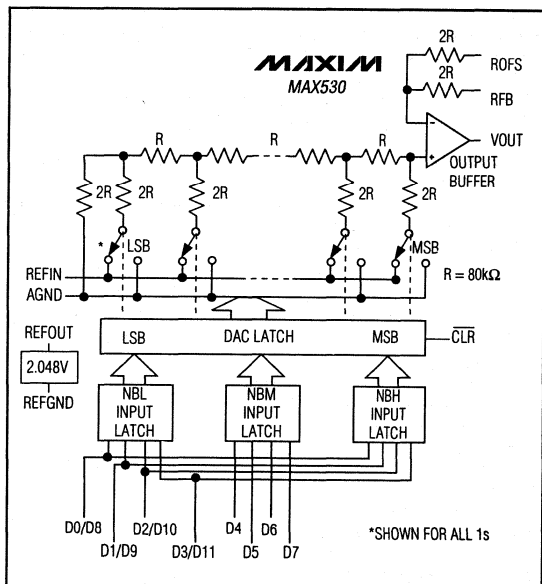 MAXIM
MAX530
2R
ROFS
2R
RFB
VOUT
OUTPUT
BUFFER
R
R
R
2R
2R
2R
2R
2R
*
LSB
MSB
REFIN
AGND
R = 80kΩ
REFOUT
2.048V
REFGND
LSB
DAC LATCH
MSB
CLR
NBL
INPUT
LATCH
NBM
INPUT
LATCH
NBH
INPUT
LATCH
D0/D8
D1/D9
D2/D10
D3/D11
D4
D5
D6
D7
*SHOWN FOR ALL 1s